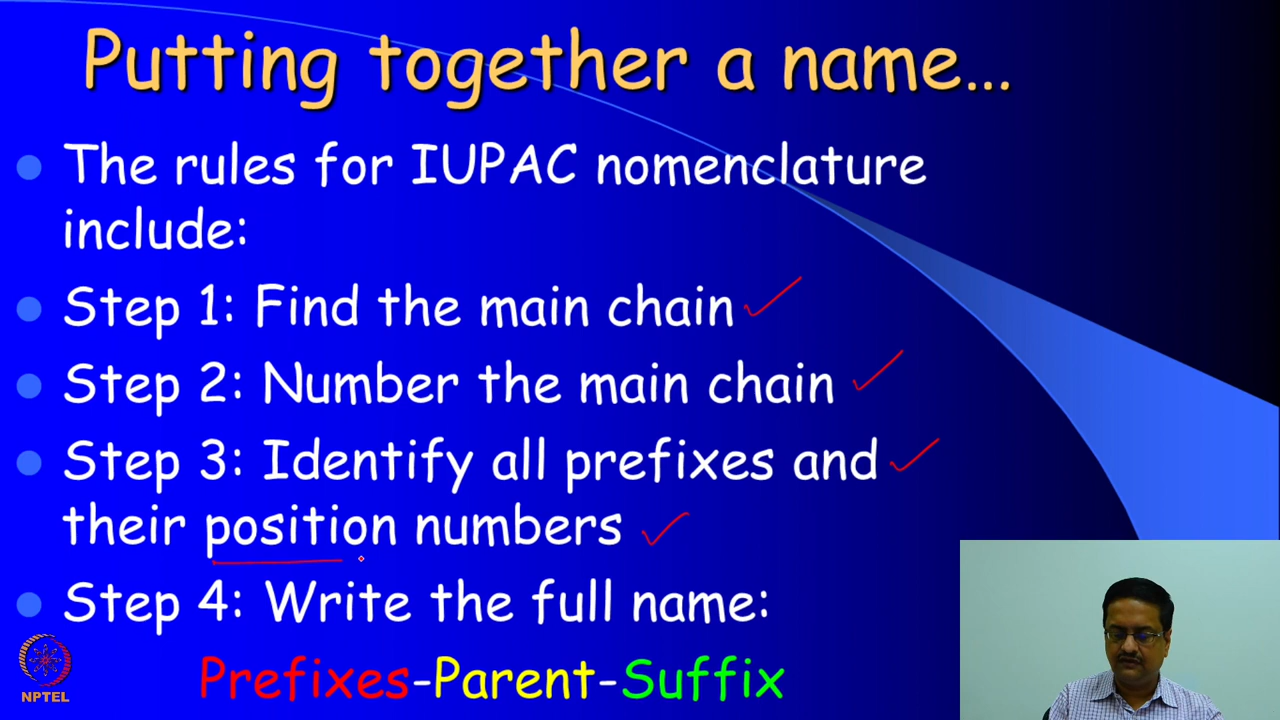 Putting together a name...
The rules for IUPAC nomenclature
include:
Step 1: Find the main chain
Step 2: Number the main chain
Step 3: Identify all prefixes and
their position numbers
Step 4: Write the full name:
Prefixes-Parent-Suffix
NPTEL